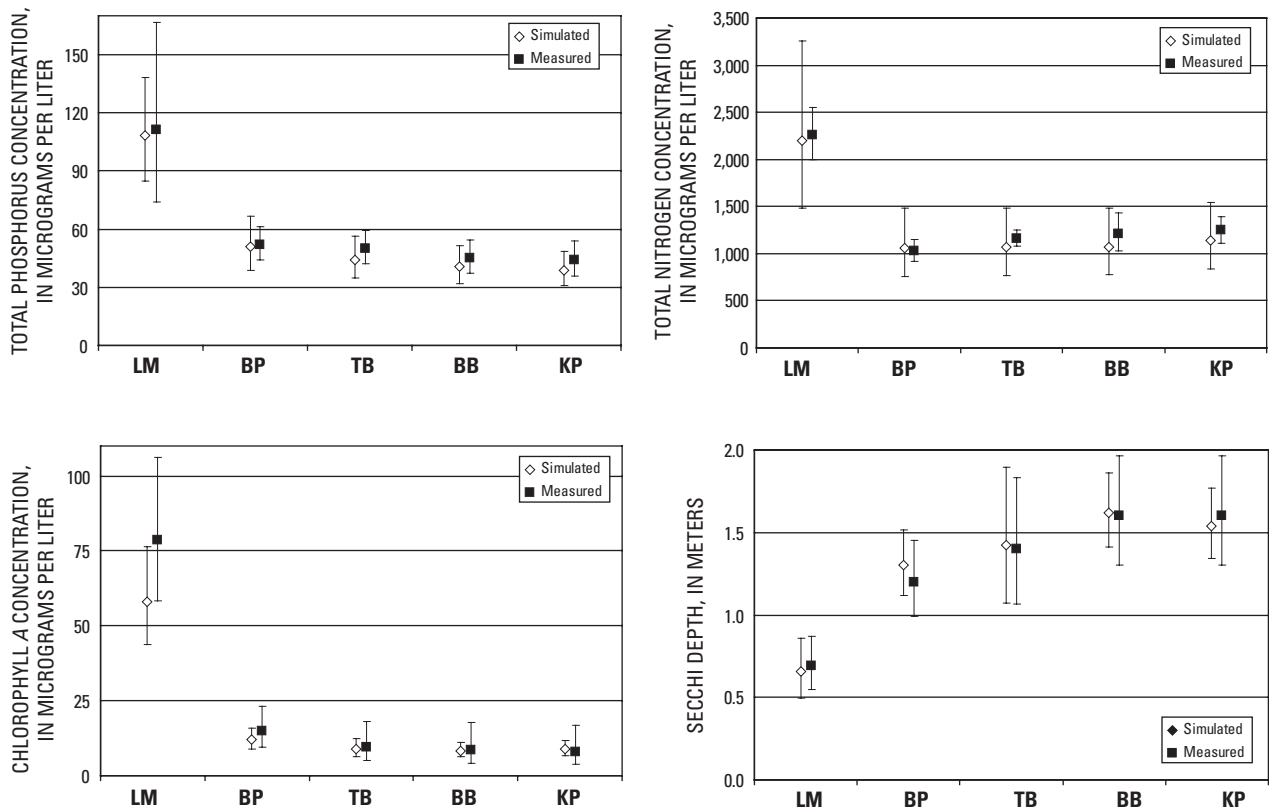 TOTAL PHOSPHORUS CONCENTRATION,
IN MICROGRAMS PER LITER
150
120
90
60
30
0
Simulated
Measured
LM BP TB BB KP
TOTAL NITROGEN CONCENTRATION,
IN MICROGRAMS PER LITER
3,500
3,000
2,500
2,000
1,500
1,000
500
0
Simulated
Measured
LM BP TB BB KP
CHLOROPHYLL A CONCENTRATION,
IN MICROGRAMS PER LITER
100
75
50
25
0
Simulated
Measured
LM BP TB BB KP
SECCHI DEPTH, IN METERS
2.0
1.5
1.0
0.5
0.0
Simulated
Measured
LM BP TB BB KP